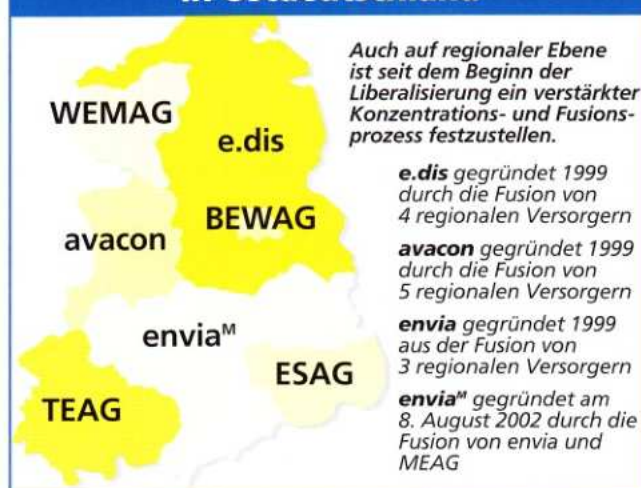 Auch auf regionaler Ebene
ist seit dem Beginn der
Liberalisierung ein verstärkter
Konzentrations- und Fusions-
prozess festzustellen.
WEMAG
e.dis
BEWAG
avacon
enviaᴹ
ESAG
TEAG
e.dis gegründet 1999
durch die Fusion von
4 regionalen Versorgern
avacon gegründet 1999
durch die Fusion von
5 regionalen Versorgern
envia gegründet 1999
aus der Fusion von
3 regionalen Versorgern
enviaᴹ gegründet am
8. August 2002 durch die
Fusion von envia und
MEAG